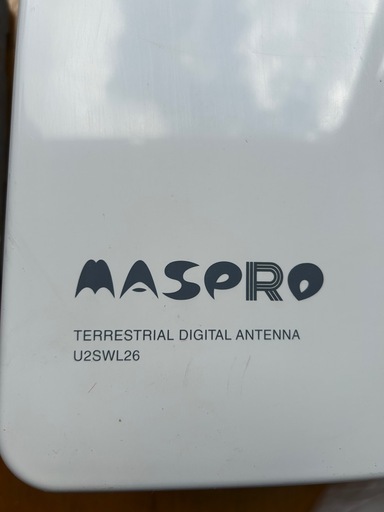 MASPRO
TERRESTRIAL DIGITAL ANTENNA
U2SWL26